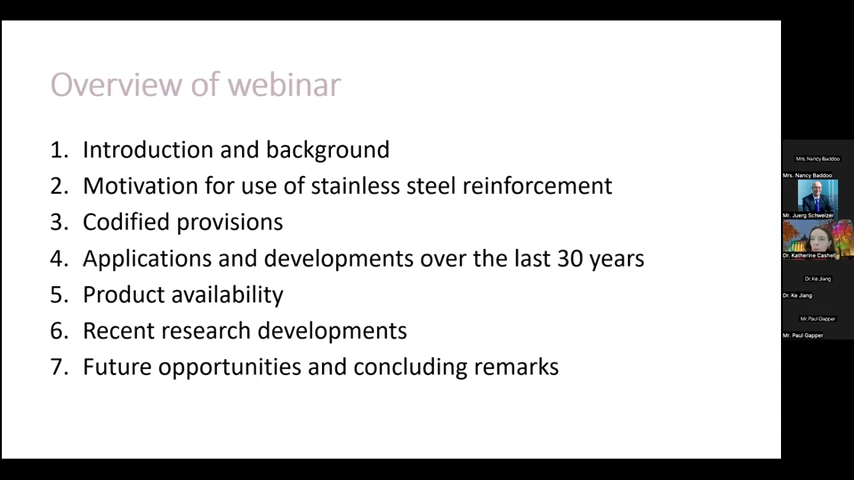 Overview of webinar
1. Introduction and background
2. Motivation for use of stainless steel reinforcement
3. Codified provisions
4. Applications and developments over the last 30 years
5. Product availability
6. Recent research developments
7. Future opportunities and concluding remarks
Mrs. Nancy Baddoo
Mrs. Nancy Baddoo
Mr. Juerg Schweizer
Dr. Katherine Cashell
Dr. Ke Jiang
Dr. Ke Jiang
Mr. Paul Gapper
Mr. Paul Gapper